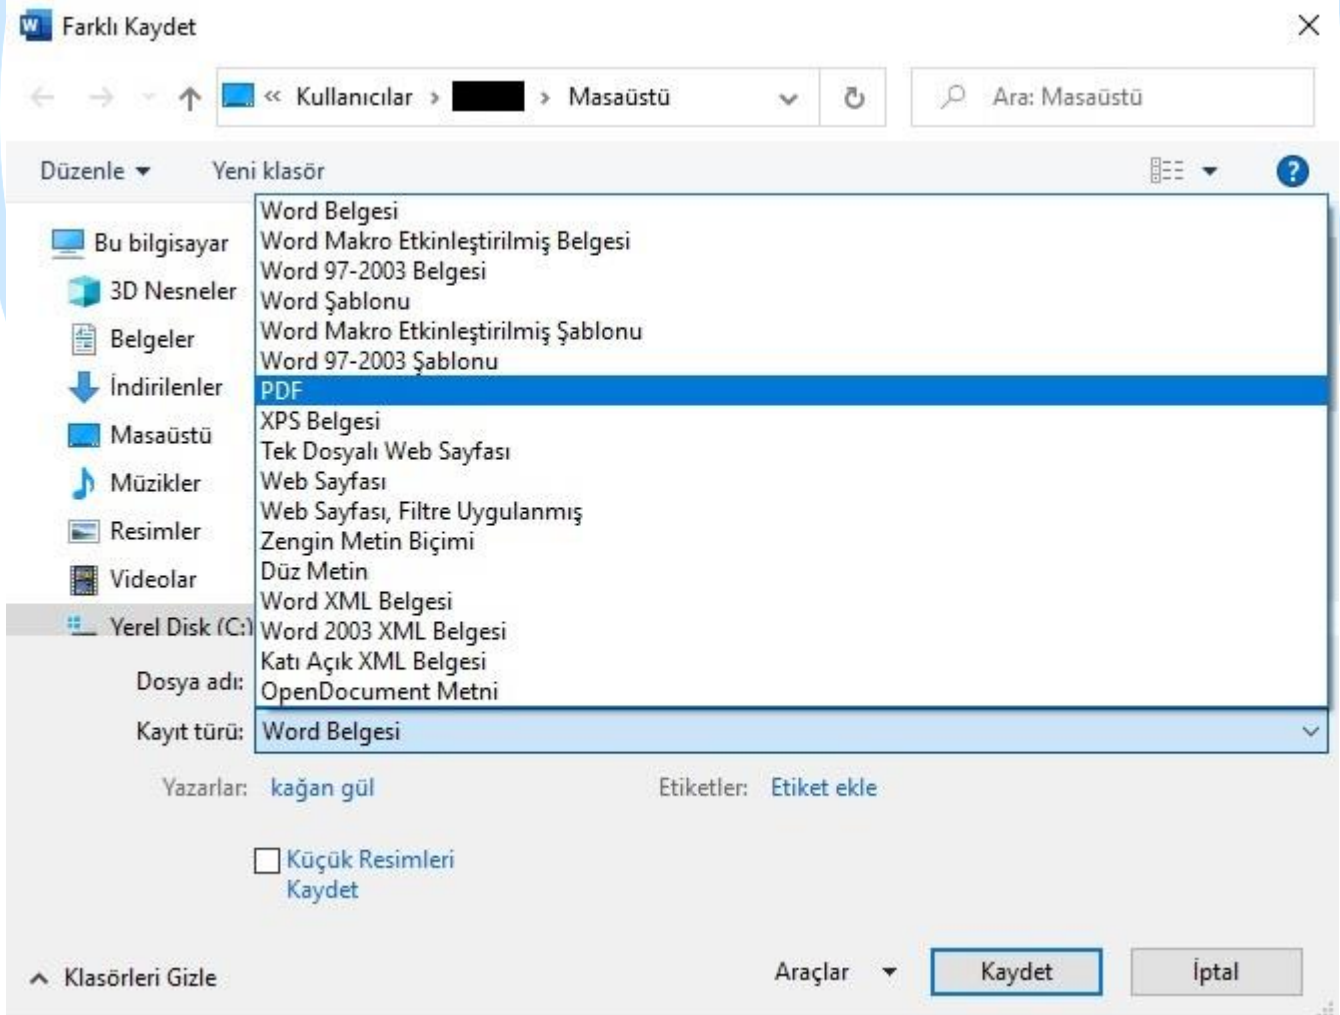 Farklı Kaydet
« Kullanıcılar > > Masaüstü
Ara: Masaüstü
Düzenle
Yeni klasör
?
Bu bilgisayar
3D Nesneler
Belgeler
İndirilenler
Masaüstü
Müzikler
Resimler
Videolar
Yerel Disk (C:)
Word Belgesi
Word Makro Etkinleştirilmiş Belgesi
Word 97-2003 Belgesi
Word Şablonu
Word Makro Etkinleştirilmiş Şablonu
Word 97-2003 Şablonu
PDF
XPS Belgesi
Tek Dosyalı Web Sayfası
Web Sayfası
Web Sayfası, Filtre Uygulanmış
Zengin Metin Biçimi
Düz Metin
Word XML Belgesi
Word 2003 XML Belgesi
Katı Açık XML Belgesi
OpenDocument Metni
Dosya adı:
Kayıt türü: Word Belgesi
Yazarlar: kağan gül
Etiketler: Etiket ekle
Küçük Resimleri
Kaydet
Klasörleri Gizle
Araçlar
Kaydet
İptal